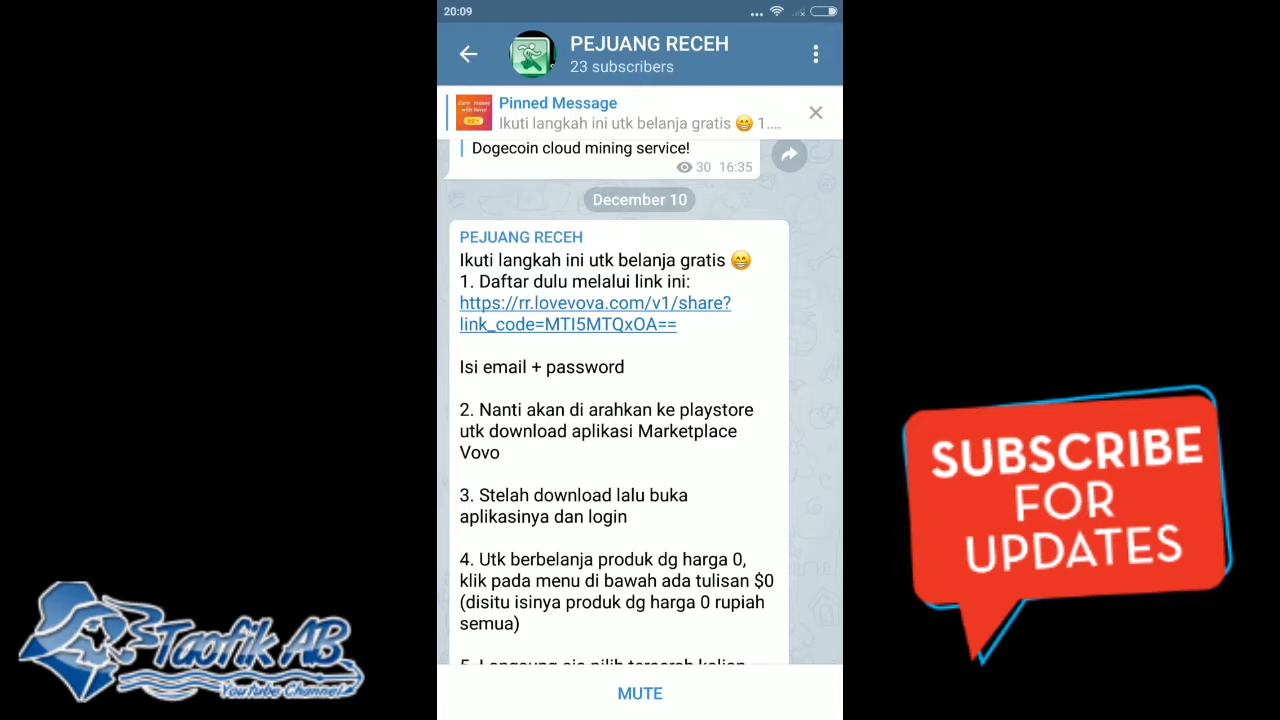 20:09
PEJUANG RECEH
23 subscribers
Pinned Message
Ikuti langkah ini utk belanja gratis 😁 1....
Dogecoin cloud mining service!
30 16:35
December 10
PEJUANG RECEH
Ikuti langkah ini utk belanja gratis 😁
1. Daftar dulu melalui link ini:
https://rr.lovevova.com/v1/share?
link_code=MTI5MTQxOA==
Isi email + password
2. Nanti akan di arahkan ke playstore
utk download aplikasi Marketplace
Vovo
3. Stelah download lalu buka
aplikasinya dan login
4. Utk berbelanja produk dg harga 0,
klik pada menu di bawah ada tulisan $0
(disitu isinya produk dg harga 0 rupiah
semua)
MUTE
SUBSCRIBE
FOR
UPDATES
Taofik AB
Youtube Channel